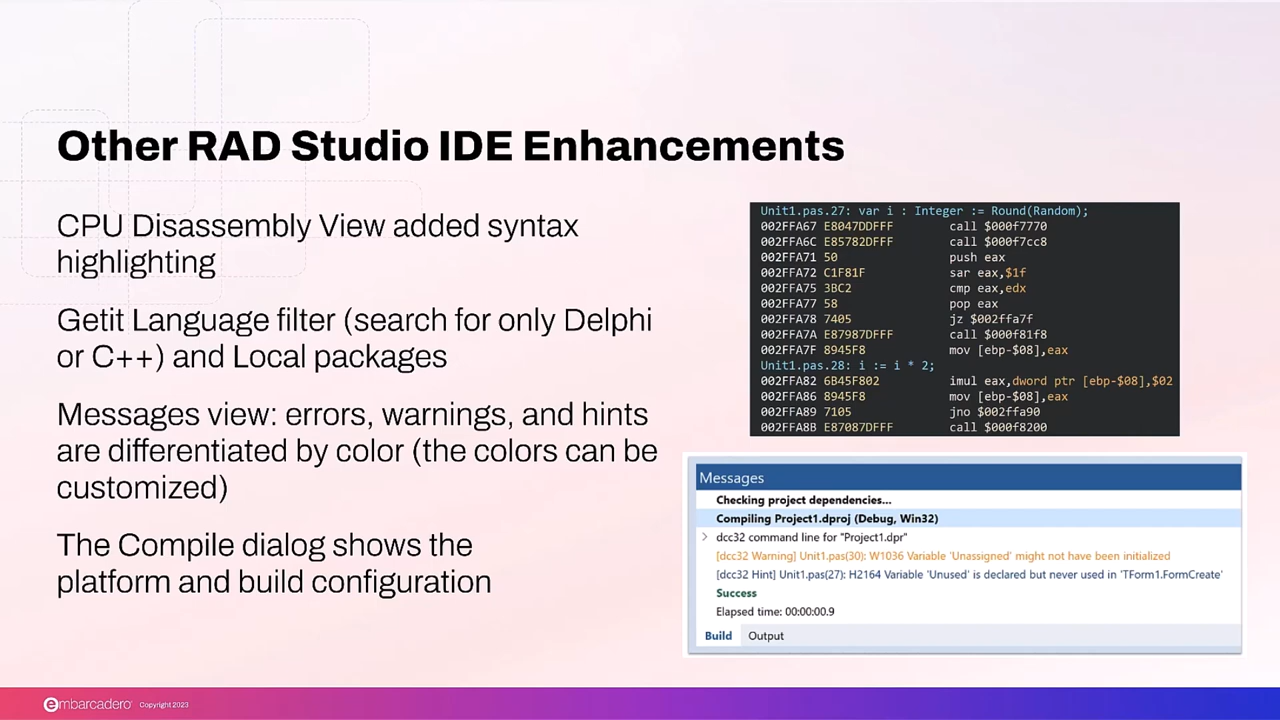 Other RAD Studio IDE Enhancements
CPU Disassembly View added syntax
highlighting
Getit Language filter (search for only Delphi
or C++) and Local packages
Messages view: errors, warnings, and hints
are differentiated by color (the colors can be
customized)
The Compile dialog shows the
platform and build configuration
Unit1.pas.27: var i : Integer := Round(Random);
002FFA67 E8047DDFFF call $000f7770
002FFA6C E85782DFFF call $000f7cc8
002FFA71 50 push eax
002FFA72 C1F81F sar eax,$1f
002FFA75 3BC2 cmp eax,edx
002FFA77 58 pop eax
002FFA78 7405 jz $002ffa7f
002FFA7A E87987DFFF call $000f81f8
002FFA7F 8945F8 mov [ebp-$08],eax
Unit1.pas.28: i := i * 2;
002FFA82 6B45F802 imul eax,dword ptr [ebp-$08],$02
002FFA86 8945F8 mov [ebp-$08],eax
002FFA89 7105 jno $002ffa90
002FFA8B E87087DFFF call $000f8200
Messages
Checking project dependencies...
Compiling Project1.dproj (Debug, Win32)
dcc32 command line for "Project1.dpr"
[dcc32 Warning] Unit1.pas(30): W1036 Variable 'Unassigned' might not have been initialized
[dcc32 Hint] Unit1.pas(27): H2164 Variable 'Unused' is declared but never used in 'TForm1.FormCreate'
Success
Elapsed time: 00:00:00.9
Build Output
embarcadero Copyright 2023